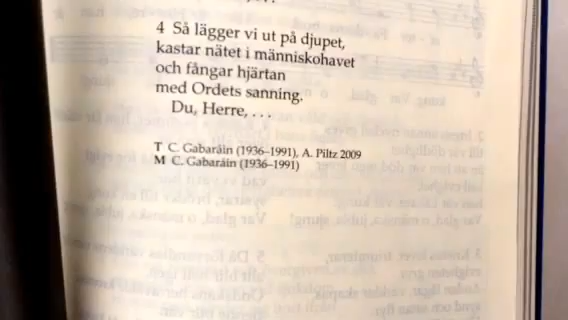 4 Så lägger vi ut på djupet,
kastar nätet i människohavet
och fångar hjärtan
med Ordets sanning.
Du, Herre, . . .
T C. Gabaráin (1936–1991), A. Piltz 2009
M C. Gabaráin (1936–1991)